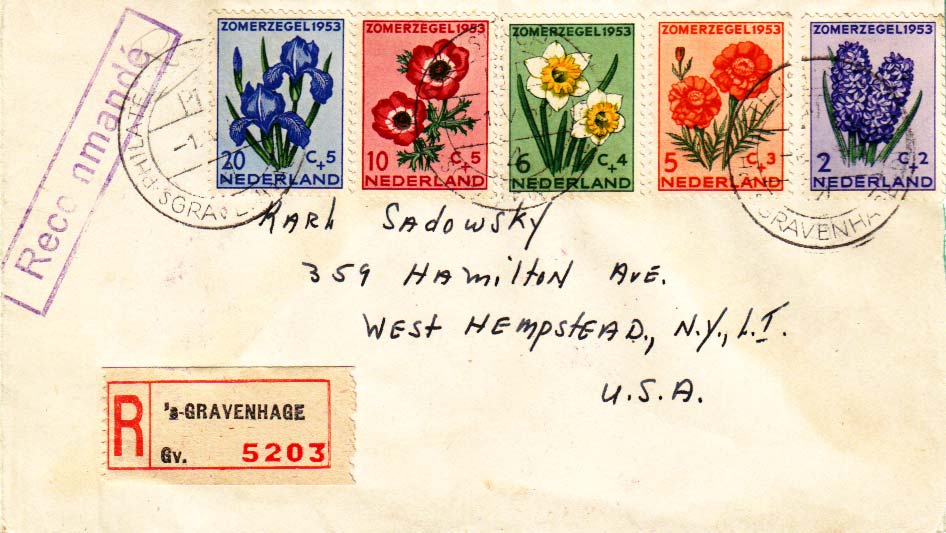 Recommandé
ZOMERZEGEL 1953
20 C+5
NEDERLAND
ZOMERZEGEL 1953
10 C+5
NEDERLAND
ZOMERZEGEL 1953
6 C+4
NEDERLAND
ZOMERZEGEL 1953
5 C+3
NEDERLAND
ZOMERZEGEL 1953
2 C+2
NEDERLAND
KARL SADOWSKY
359 HAMILTON AVE.
WEST HEMPSTEAD, N.Y., L.I.
U.S.A.
R
's-GRAVENHAGE
Gv. 5203